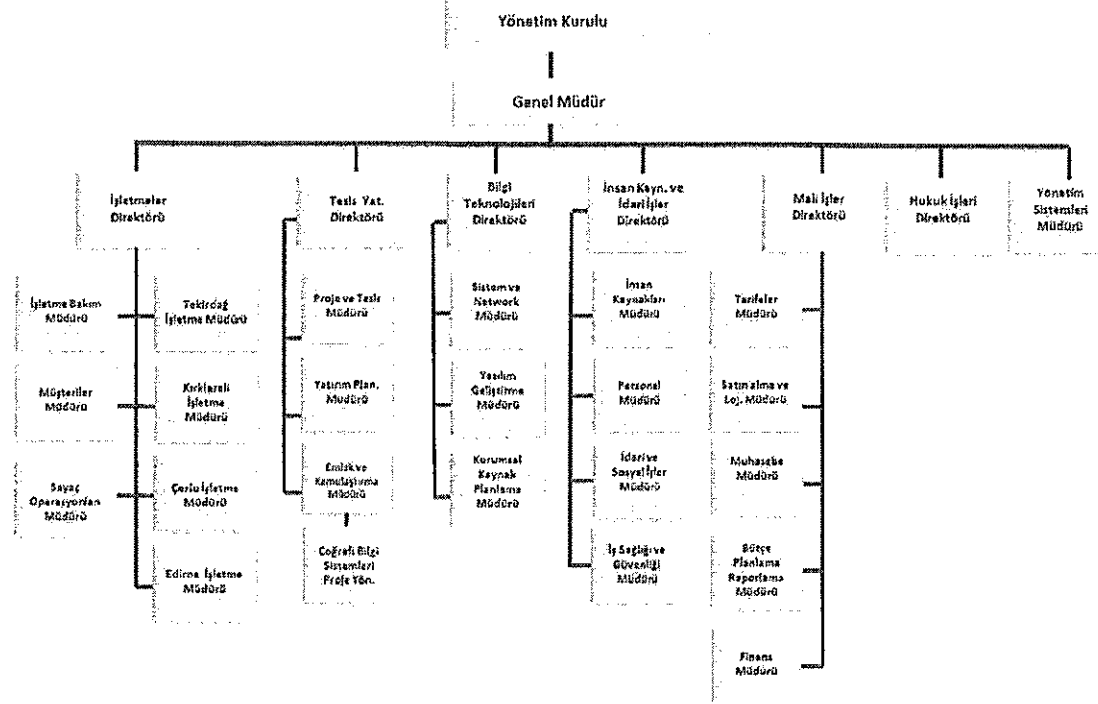 Yönetim Kurulu
Genel Müdür
İşletmeler
Direktörü
Tesis Yat.
Direktörü
Bilgi
Teknolojileri
Direktörü
İnsan Kayn. ve
İdari İşler
Direktörü
Mali İşler
Direktörü
Hukuk İşleri
Direktörü
Yönetim
Sistemleri
Müdürü
İşletme Bakım
Müdürü
Tekirdağ
İşletme Müdürü
Proje ve Tesis
Müdürü
Sistem ve
Network
Müdürü
İnsan
Kaynakları
Müdürü
Tarifeler
Müdürü
Müşteriler
Müdürü
Kırklareli
İşletme
Müdürü
Yatırım Plan.
Müdürü
Yazılım
Geliştirme
Müdürü
Personel
Müdürü
Satınalma ve
Loj. Müdürü
Sayaç
Operasyonları
Müdürü
Çorlu İşletme
Müdürü
Emlak ve
Kamulaştırma
Müdürü
Kurumsal
Kaynak
Planlama
Müdürü
İdari ve
Sosyal İşler
Müdürü
Muhasebe
Müdürü
Edirne İşletme
Müdürü
Coğrafi Bilgi
Sistemleri
Proje Yön.
İş Sağlığı ve
Güvenliği
Müdürü
Bütçe
Planlama
Raporlama
Müdürü
Finans
Müdürü